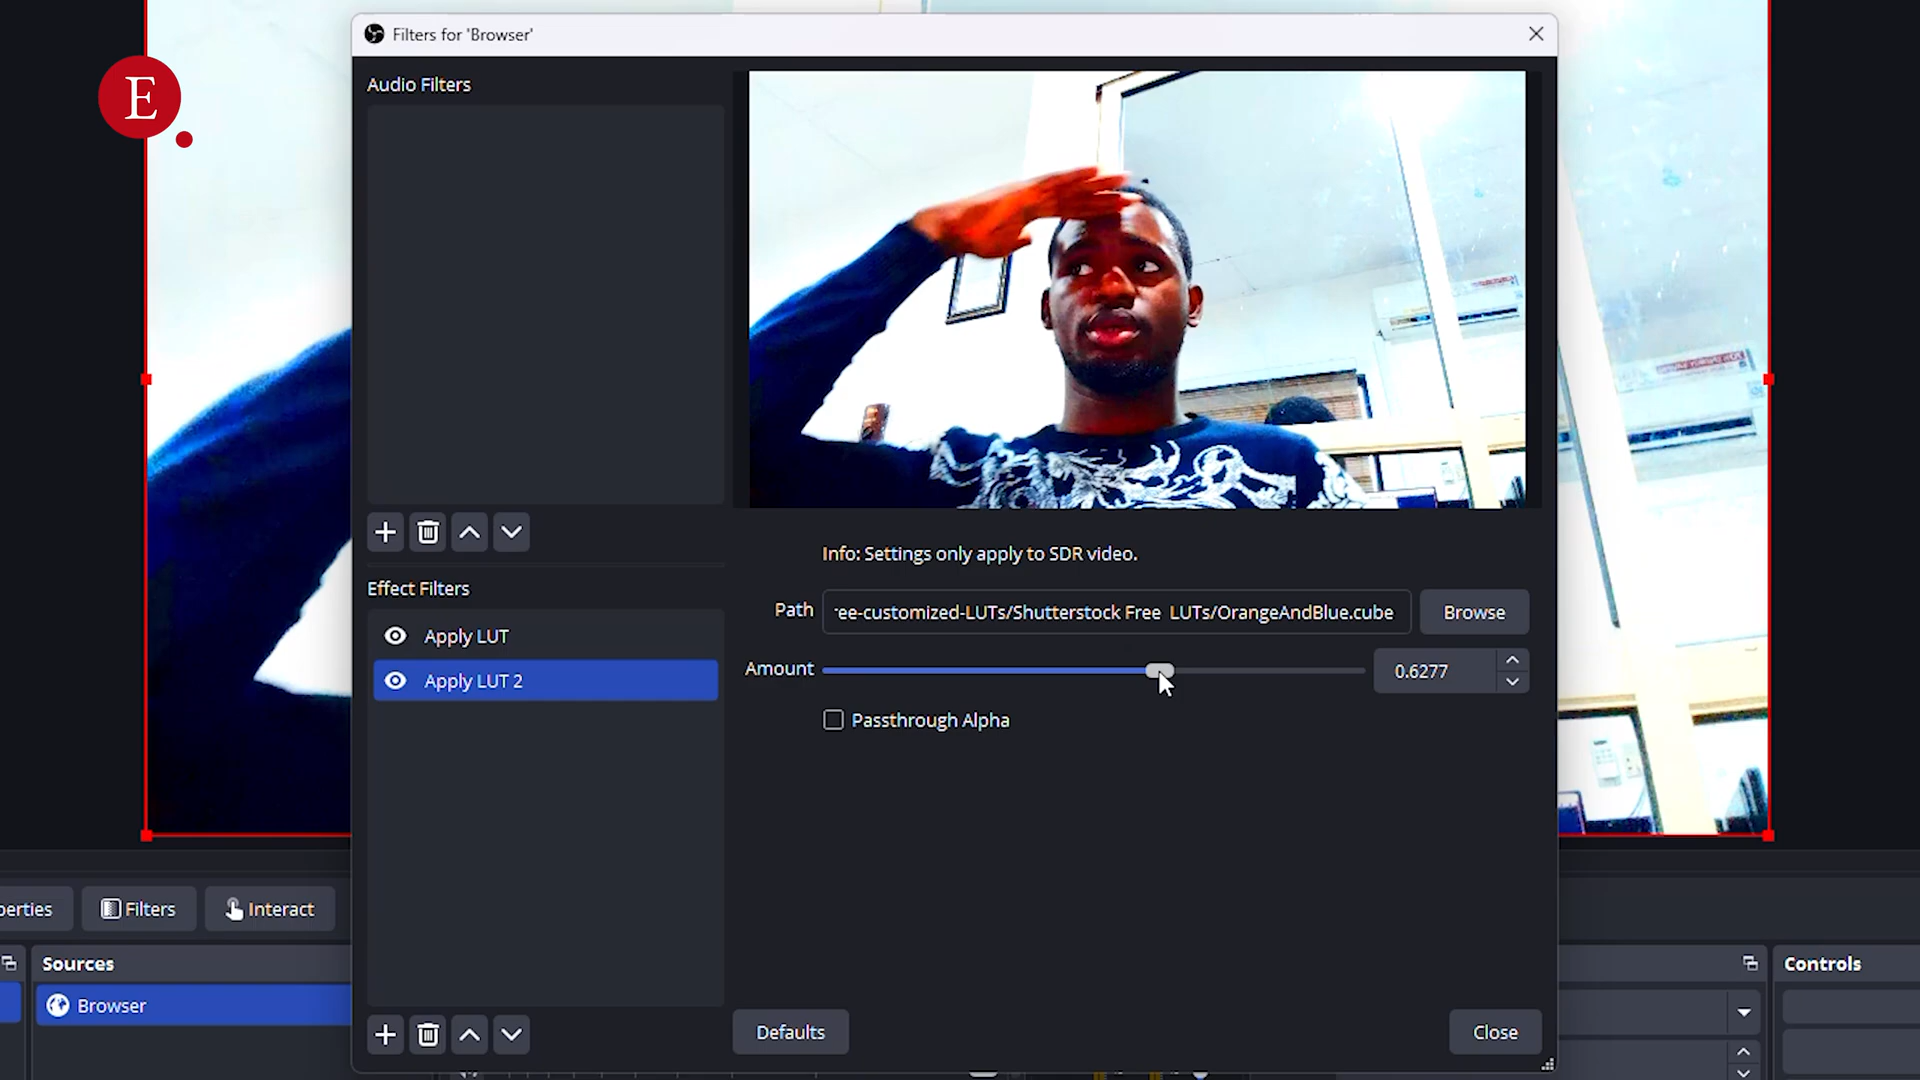 Filters for 'Browser'
E
Audio Filters
Info: Settings only apply to SDR video.
Effect Filters
Path
ee-customized-LUTs/Shutterstock Free LUTs/OrangeAndBlue.cube
Browse
Apply LUT
Amount
0.6277
Apply LUT 2
Passthrough Alpha
perties
Filters
Interact
Sources
Controls
Browser
Defaults
Close